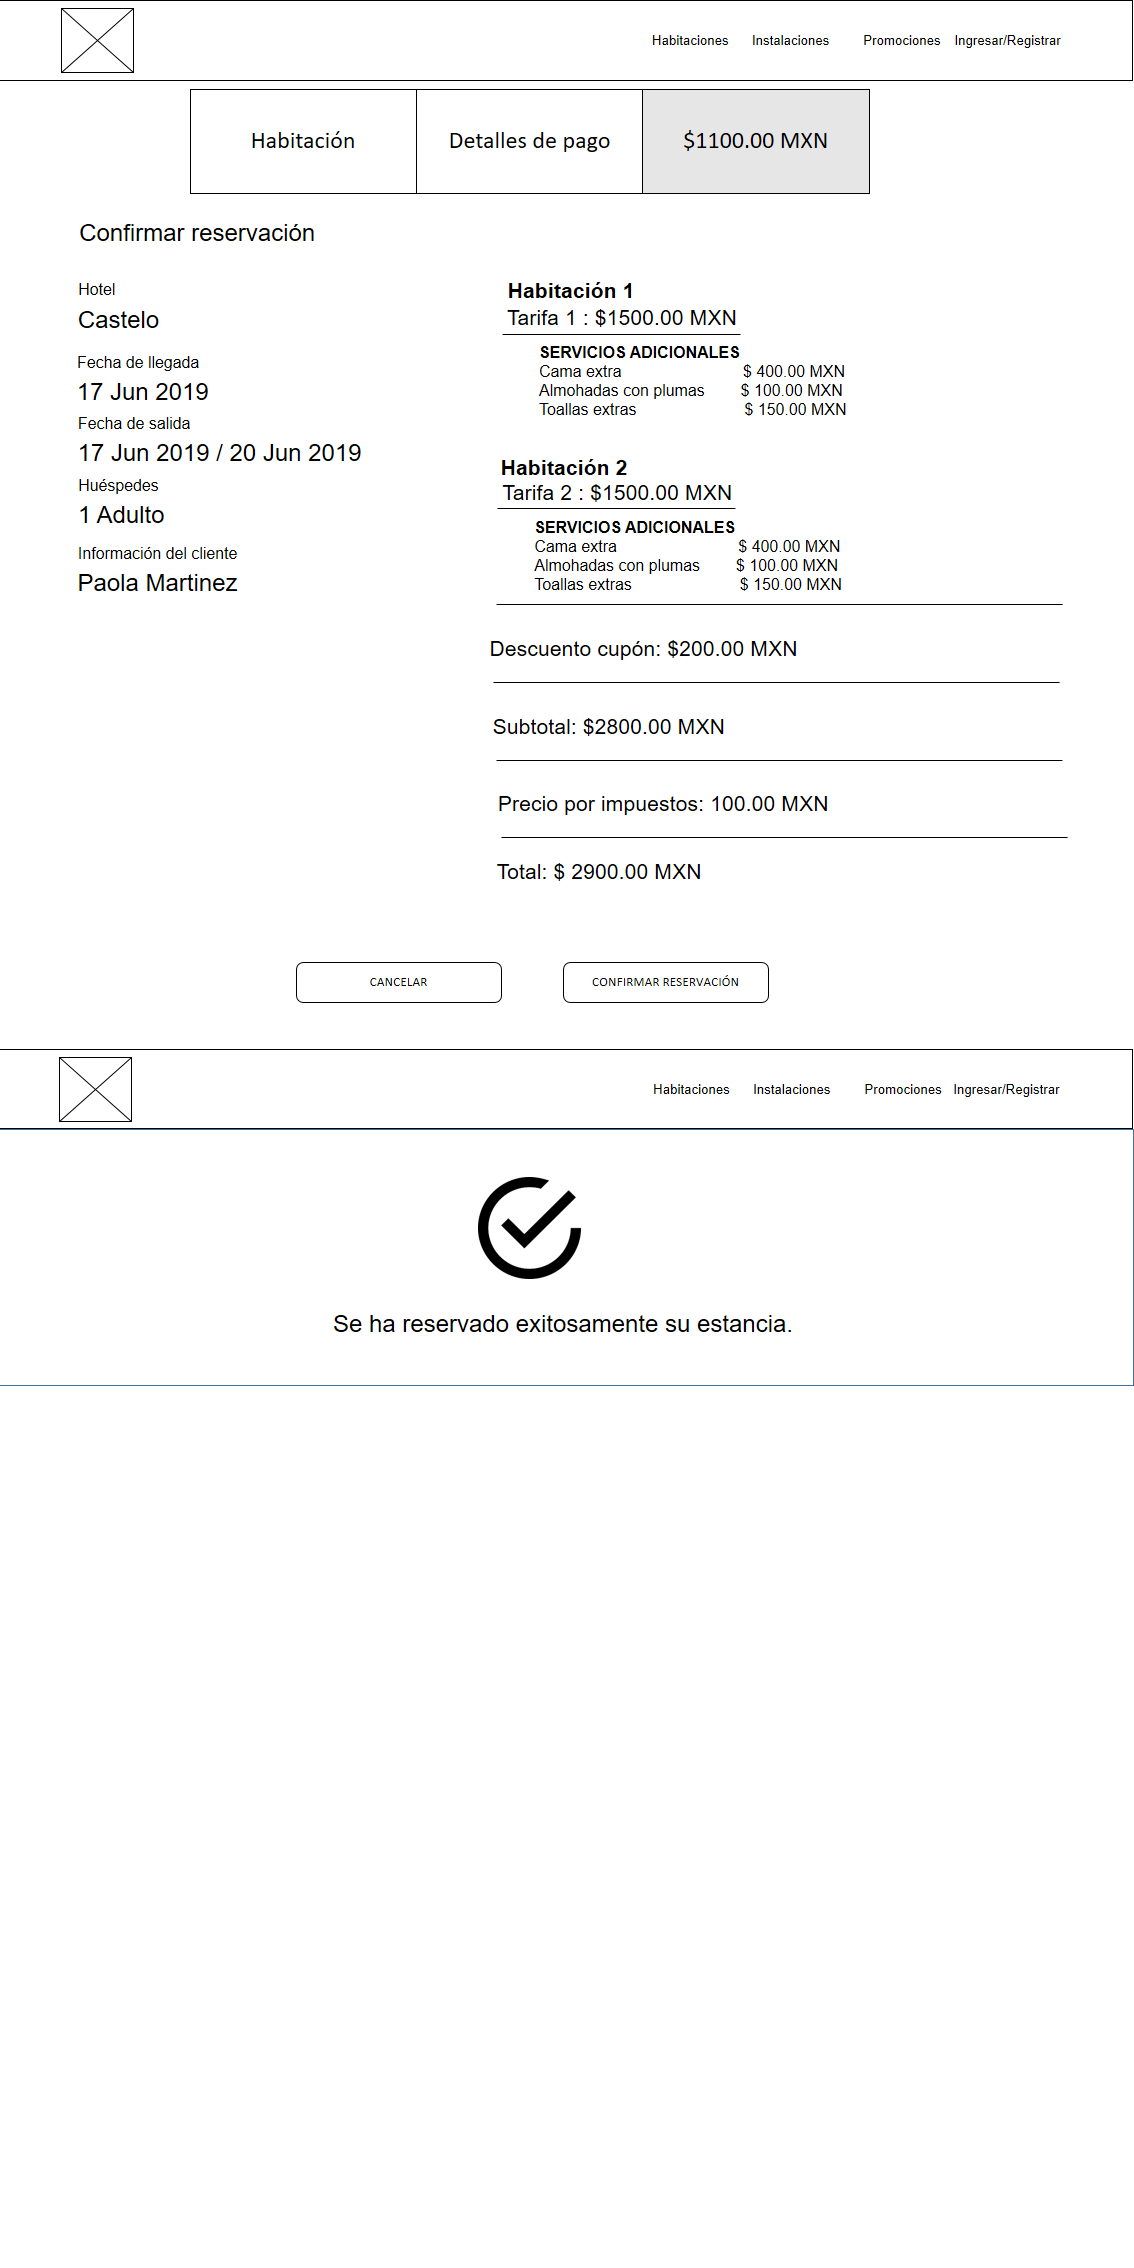 Habitaciones Instalaciones Promociones Ingresar/Registrar
Habitación
Detalles de pago
$1100.00 MXN
Confirmar reservación
Hotel
Castelo
Fecha de llegada
17 Jun 2019
Fecha de salida
17 Jun 2019 / 20 Jun 2019
Huéspedes
1 Adulto
Información del cliente
Paola Martinez
Habitación 1
Tarifa 1 : $1500.00 MXN
SERVICIOS ADICIONALES
Cama extra $ 400.00 MXN
Almohadas con plumas $ 100.00 MXN
Toallas extras $ 150.00 MXN
Habitación 2
Tarifa 2 : $1500.00 MXN
SERVICIOS ADICIONALES
Cama extra $ 400.00 MXN
Almohadas con plumas $ 100.00 MXN
Toallas extras $ 150.00 MXN
Descuento cupón: $200.00 MXN
Subtotal: $2800.00 MXN
Precio por impuestos: 100.00 MXN
Total: $ 2900.00 MXN
CANCELAR
CONFIRMAR RESERVACIÓN
Habitaciones Instalaciones Promociones Ingresar/Registrar
Se ha reservado exitosamente su estancia.